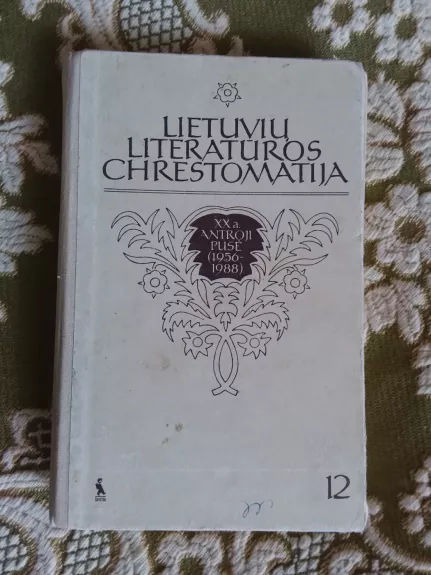 LIETUVIŲ
LITERATŪROS
CHRESTOMATIJA
XX a.
ANTROJI
PUSĖ
(1956-
1988)
12